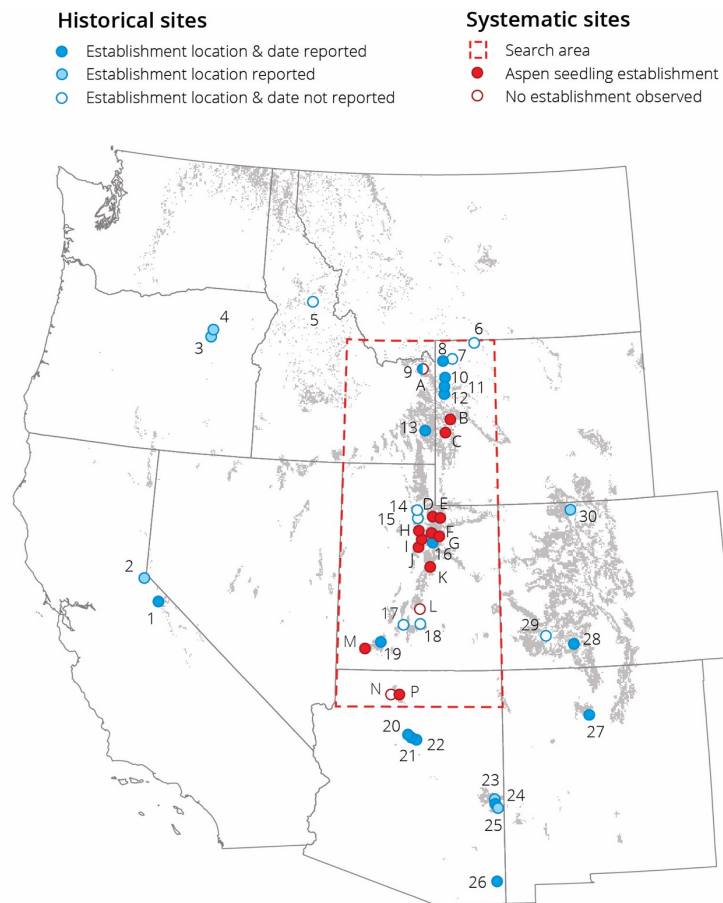 Historical sites
Establishment location & date reported
Establishment location reported
Establishment location & date not reported
Systematic sites
Search area
Aspen seedling establishment
No establishment observed
4
3
5
6
8
7
9
A
10
11
12
B
13
C
14
D
E
15
H
F
I
G
16
J
K
30
2
1
17
L
18
M
19
29
28
N
P
20
21
22
27
23
24
25
26